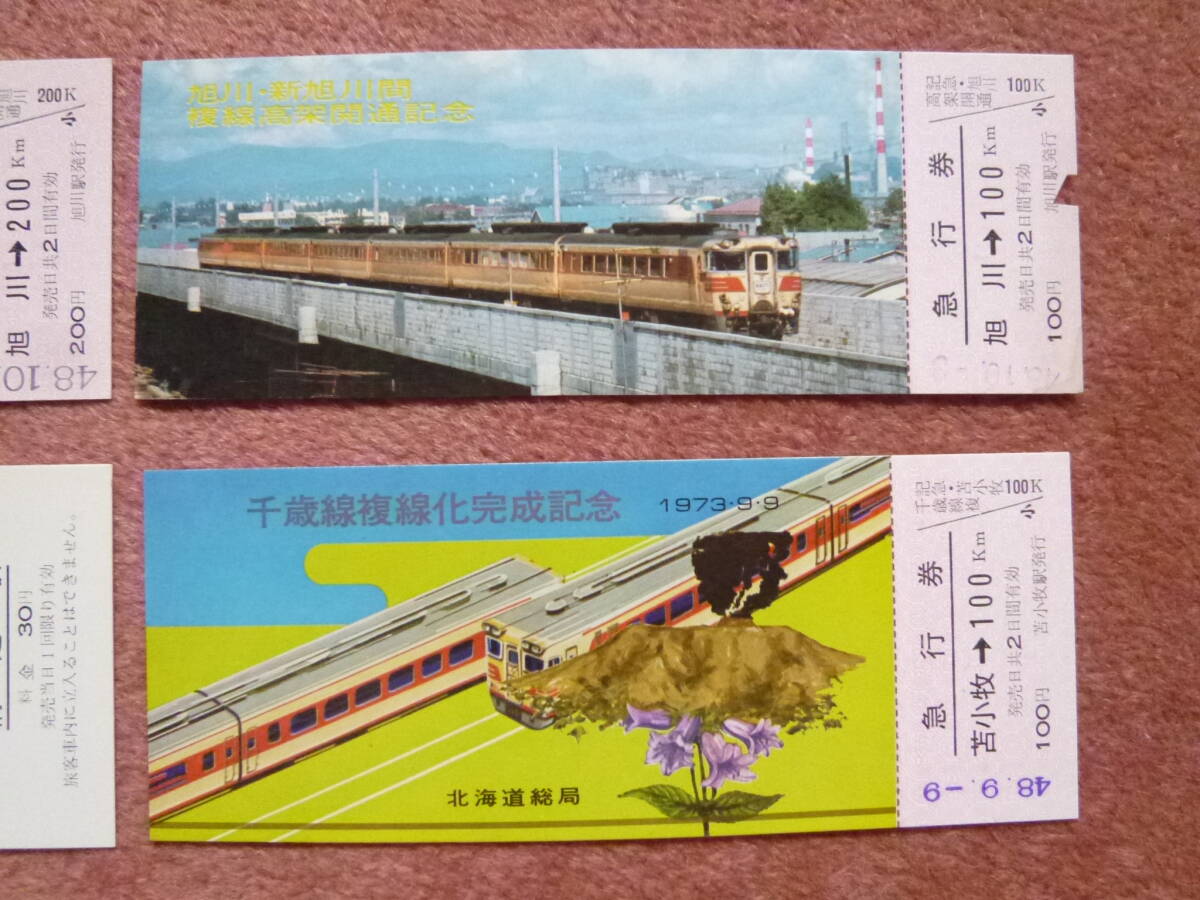 200K
小
旭川→200Km
発売日共2日間有効
旭川駅発行
200円
48.10.
旭川・新旭川間
複線高架開通記念
記急・旭川
高架開通
100K
小
急行券
旭川→100Km
発売日共2日間有効
旭川駅発行
100円
料金 30円
発売当日1回限り有効
旅客車内に立入ることはできません。
千歳線複線化完成記念
1973・9・9
北海道総局
記急・苫小牧
千歳線複
100K
小
急行券
苫小牧→100Km
発売日共2日間有効
苫小牧駅発行
100円
48.9.-9